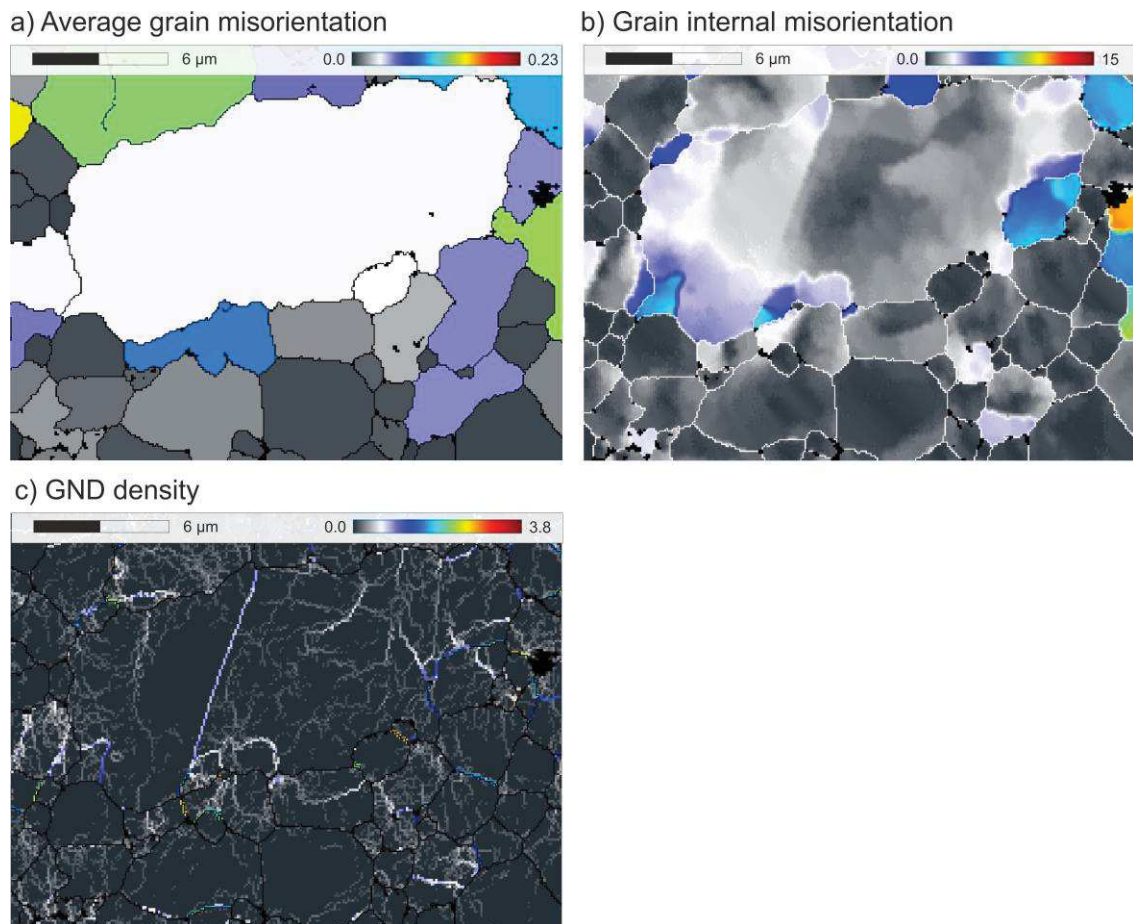 a) Average grain misorientation
b) Grain internal misorientation
6 µm
0.0
0.23
6 µm
0.0
15
c) GND density
6 µm
0.0
3.8